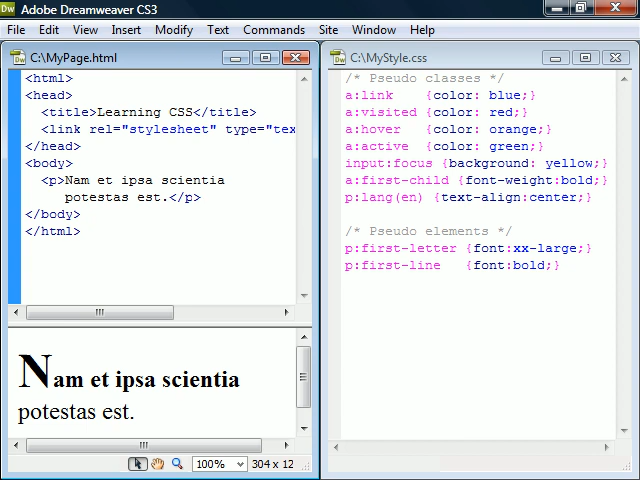 Dw Adobe Dreamweaver CS3
File Edit View Insert Modify Text Commands Site Window Help
C:\MyPage.html
<html>
<head>
<title>Learning CSS</title>
<link rel="stylesheet" type="tex
</head>
<body>
<p>Nam et ipsa scientia
potestas est.</p>
</body>
</html>
Nam et ipsa scientia
potestas est.
100% 304 x 12
C:\MyStyle.css
/* Pseudo classes */
a:link {color: blue;}
a:visited {color: red;}
a:hover {color: orange;}
a:active {color: green;}
input:focus {background: yellow;}
a:first-child {font-weight:bold;}
p:lang(en) {text-align:center;}
/* Pseudo elements */
p:first-letter {font:xx-large;}
p:first-line {font:bold;}